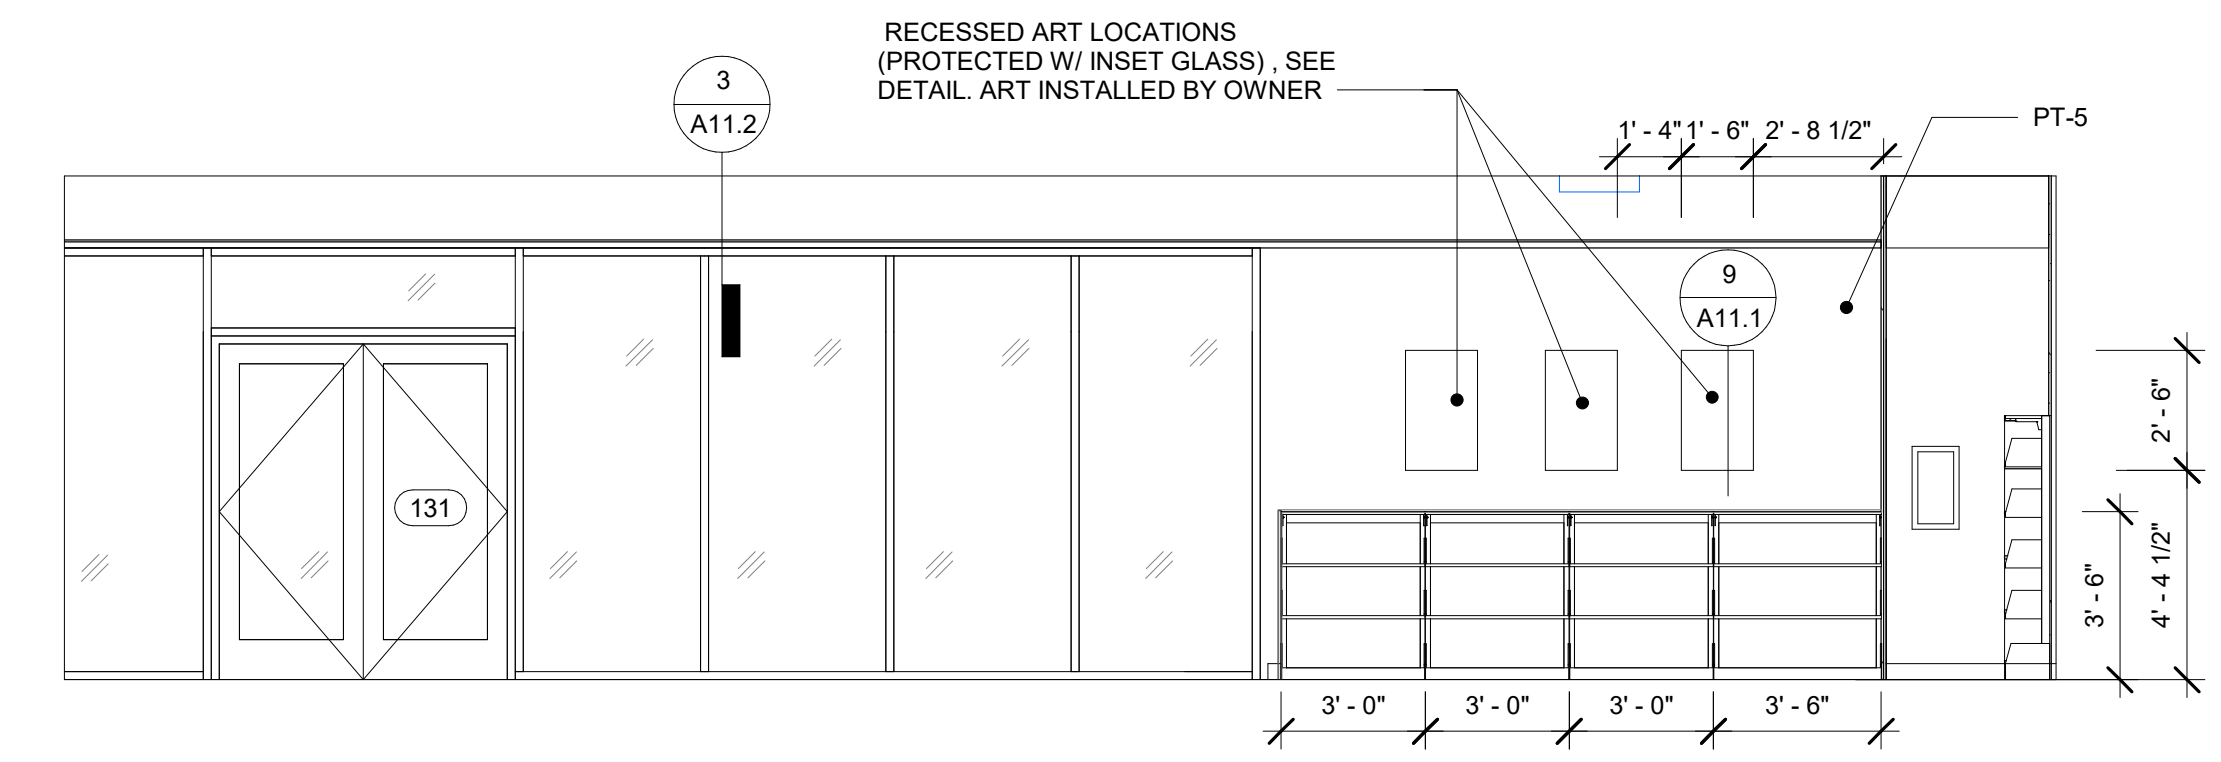 RECESSED ART LOCATIONS
(PROTECTED W/ INSET GLASS) , SEE
DETAIL. ART INSTALLED BY OWNER
3
A11.2
1' - 4" 1' - 6" 2' - 8 1/2"
PT-5
9
A11.1
131
2' - 6"
3' - 6"
4' - 4 1/2"
3' - 0" 3' - 0" 3' - 0" 3' - 6"